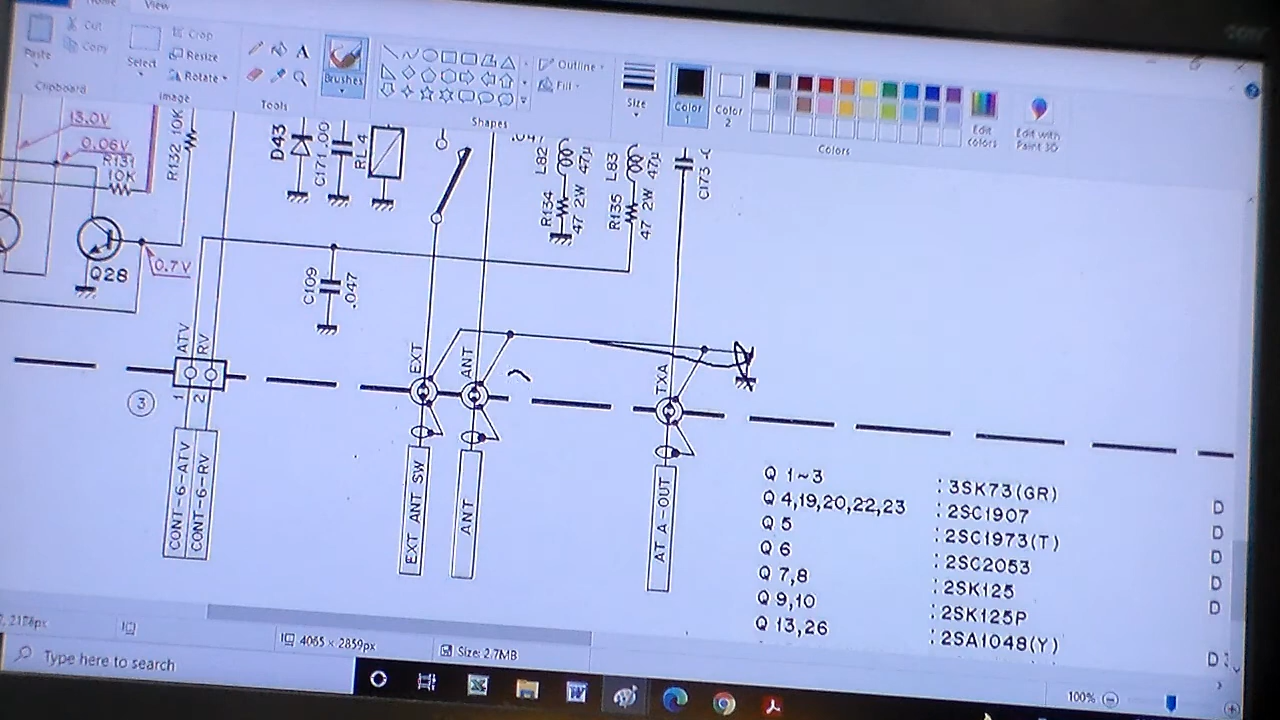 Home
View
Paste
Cut
Copy
Clipboard
Select
Crop
Resize
Rotate
Image
A
Tools
Brushes
Shapes
Outline
Fill
Size
Color 1
Color 2
Edit colors
Edit with Paint 3D
Colors
13.0V
0.06V
R131
10K
R132 10K
D43
RL4
L82
47µ
R134
47 2W
L83
47µ
R135
47 2W
C173
Q28
0.7V
C109
.047
ATV
RV
EXT
ANT
TXA
3
1
2
CONT-6-ATV
CONT-6-RV
EXT ANT SW
ANT
AT A-OUT
Q 1~3 : 3SK73(GR)
Q 4,19,20,22,23 : 2SC1907
Q 5 : 2SC1973(T)
Q 6 : 2SC2053
Q 7,8 : 2SK125
Q 9,10 : 2SK125P
Q 13,26 : 2SA1048(Y)
D
D
D
D
D
D
4065 × 2859px
Size: 2.7MB
100%
Type here to search